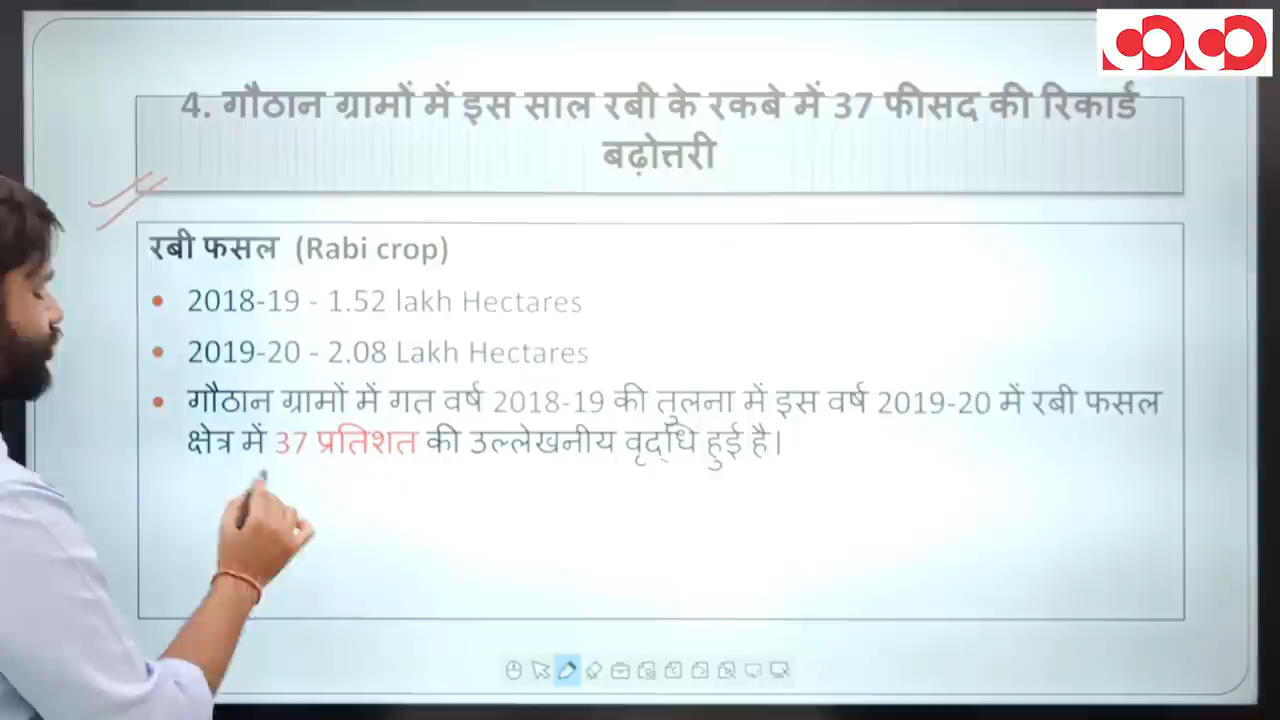 4. गौठान ग्रामों में इस साल रबी के रकबे में 37 फीसद की रिकार्ड
बढ़ोत्तरी
रबी फसल (Rabi crop)
• 2018-19 - 1.52 lakh Hectares
• 2019-20 - 2.08 Lakh Hectares
• गौठान ग्रामों में गत वर्ष 2018-19 की तुलना में इस वर्ष 2019-20 में रबी फसल
क्षेत्र में 37 प्रतिशत की उल्लेखनीय वृद्धि हुई है।